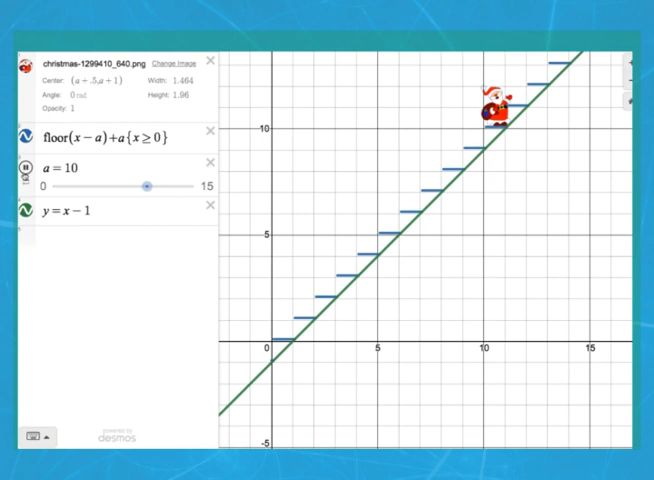 christmas-1299410_640.png Change Image
Center: (a + .5,a + 1) Width: 1.464
Angle: 0 rad Height: 1.96
Opacity: 1
floor(x − a)+a{x ≥ 0}
a = 10
0 15
y = x − 1
10
5
0 5 10 15
-5
powered by
desmos